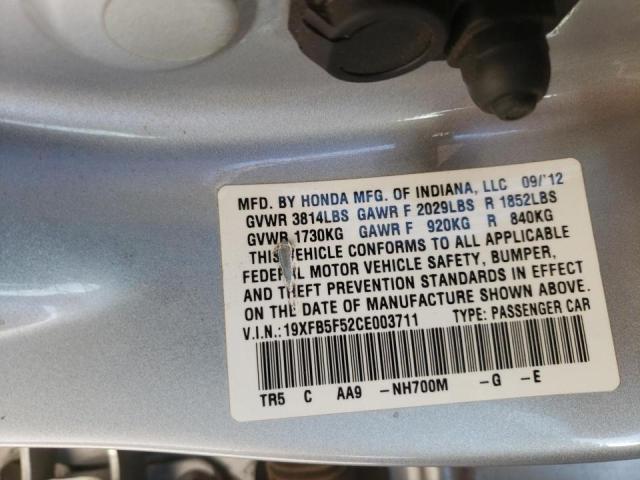 MFD. BY HONDA MFG. OF INDIANA, LLC 09/12
GVWR 3814LBS GAWR F 2029LBS R 1852LBS
GVWR 1730KG GAWR F 920KG R 840KG
THIS VEHICLE CONFORMS TO ALL APPLICABLE
FEDERAL MOTOR VEHICLE SAFETY, BUMPER,
AND THEFT PREVENTION STANDARDS IN EFFECT
ON THE DATE OF MANUFACTURE SHOWN ABOVE.
V.I.N.:19XFB5F52CE003711 TYPE: PASSENGER CAR
TR5 C AA9 -NH700M -G -E